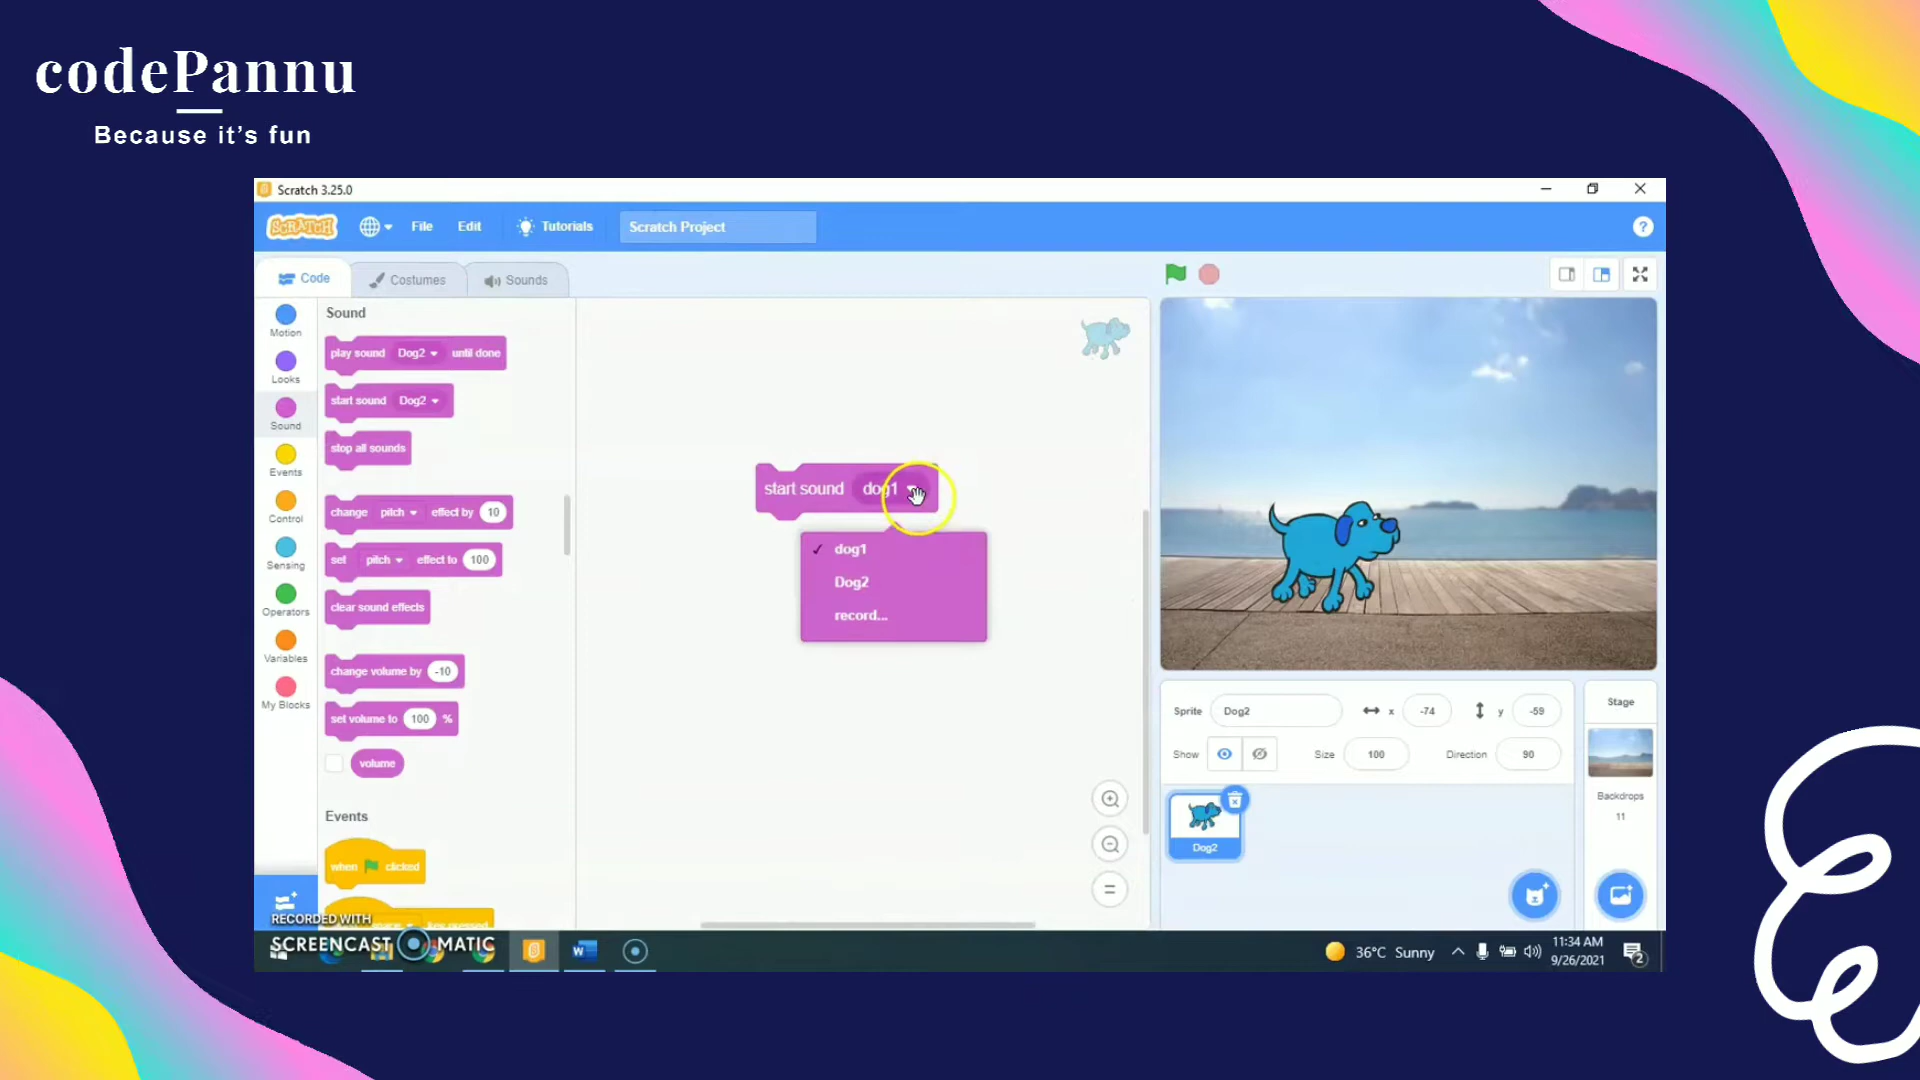 codePannu
Because it's fun
Scratch 3.25.0
SCRATCH
File
Edit
Tutorials
Scratch Project
?
Code
Costumes
Sounds
Motion
Looks
Sound
Events
Control
Sensing
Operators
Variables
My Blocks
Sound
play sound Dog2 until done
start sound Dog2
stop all sounds
change pitch effect by 10
set pitch effect to 100
clear sound effects
change volume by -10
set volume to 100 %
volume
Events
when clicked
key pressed
start sound dog1
✓ dog1
Dog2
record...
Sprite Dog2
x -74
y -59
Show
Size 100
Direction 90
Dog2
Stage
Backdrops
11
RECORDED WITH
SCREENCAST MATIC
36°C Sunny
11:34 AM
9/26/2021
2